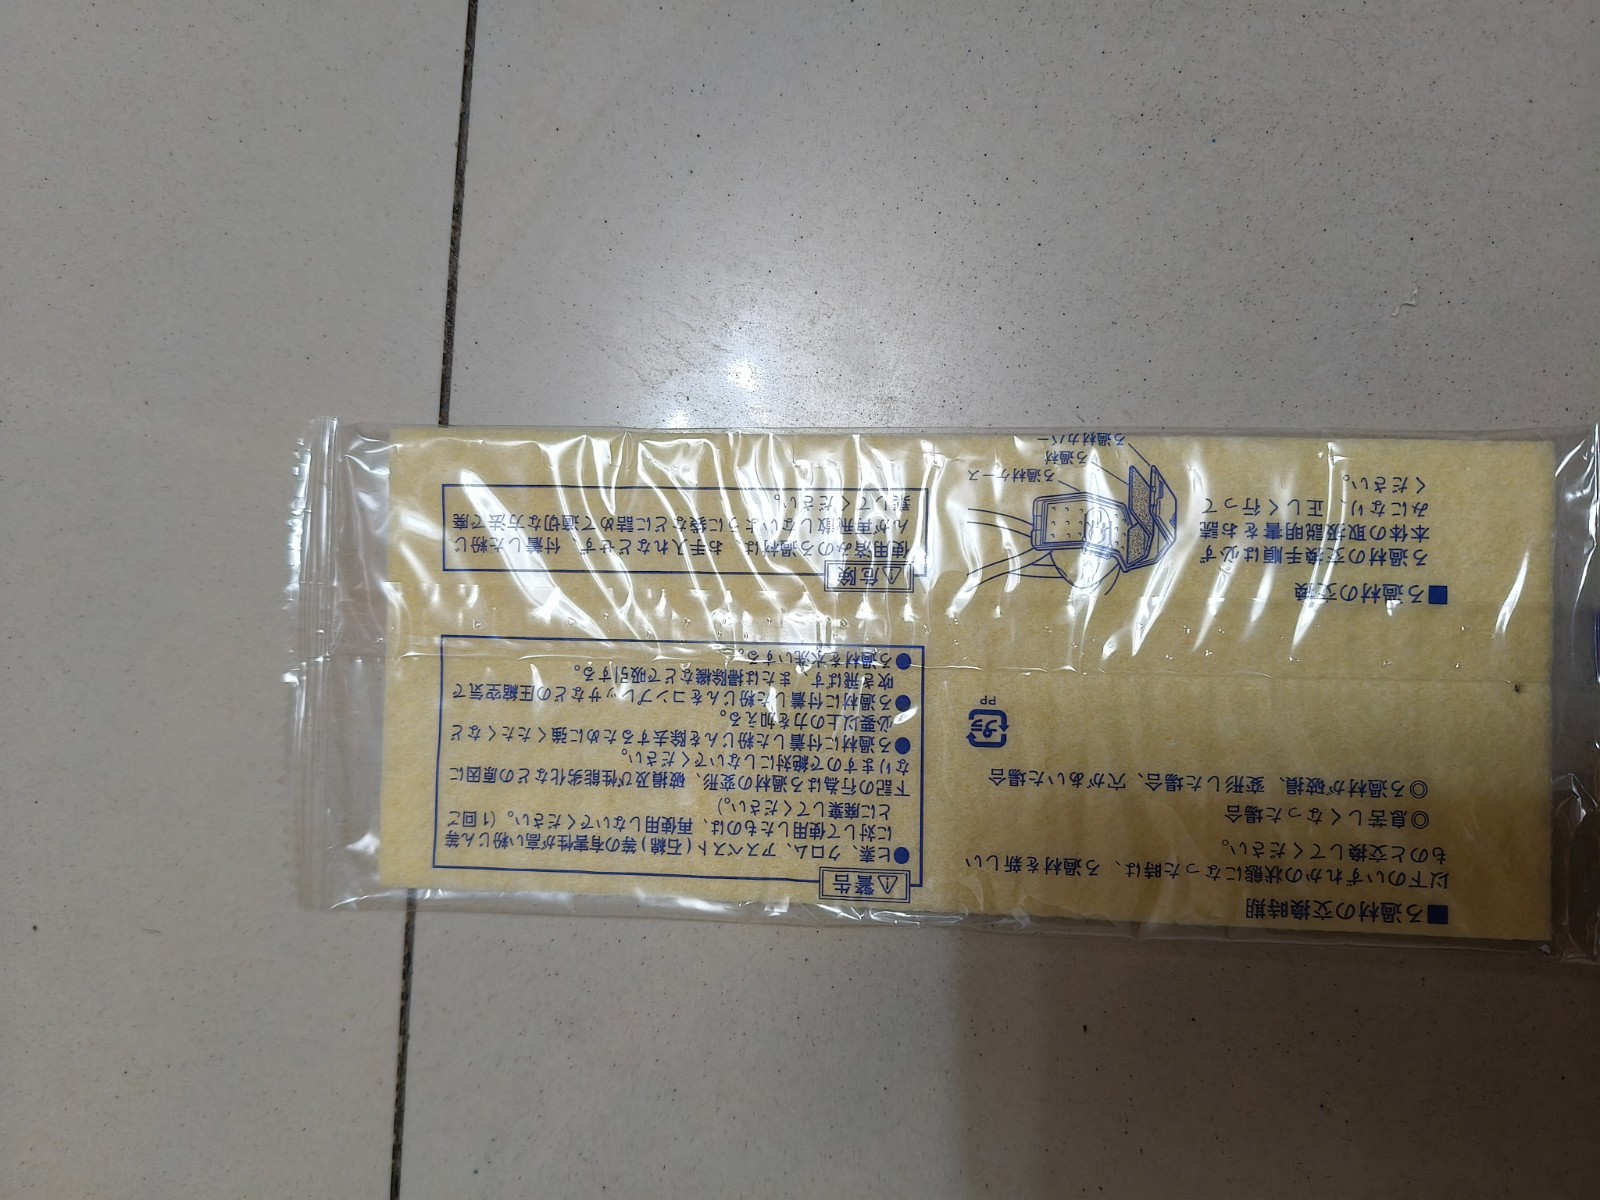 ■ろ過材の交換時期
以下のいずれかの状態になった時は、ろ過材を新しい
ものと交換してください。
◎息苦しくなった場合
◎ろ過材が破損、変形した場合、穴があいた場合
プラ
PP
■ろ過材の交換
ろ過材の交換手順は必ず
本体の取扱説明書をお読
みになり、正しく行って
ください。
ろ過材ケース
ろ過材
ろ過材カバー
⚠警告
●ヒ素、クロム、アスベスト(石綿)等の有害性が高い粉じん等
に対して使用したものは、再使用しないでください。(1回ご
とに廃棄してください。)
下記の行為はろ過材の変形、破損及び性能劣化などの原因に
なりますので絶対にしないでください。
●ろ過材に付着した粉じんを除去するために強くたたくなど
必要以上の力を加える。
●ろ過材に付着した粉じんをコンプレッサなどの圧縮空気で
吹き飛ばす、または掃除機などで吸引する。
●ろ過材を水洗いする。
⚠危険
使用済みのろ過材は、お手入れなどせず、付着した粉じ
んが再飛散しないように袋などに詰めて適切な方法で廃
棄してください。